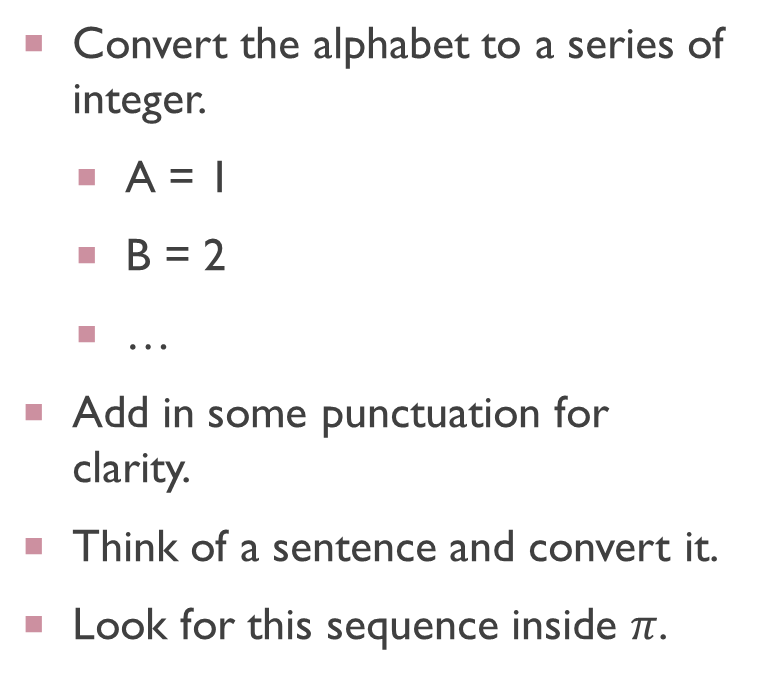 Convert the alphabet to a series of
integer.
A = 1
B = 2
…
Add in some punctuation for
clarity.
Think of a sentence and convert it.
Look for this sequence inside π.